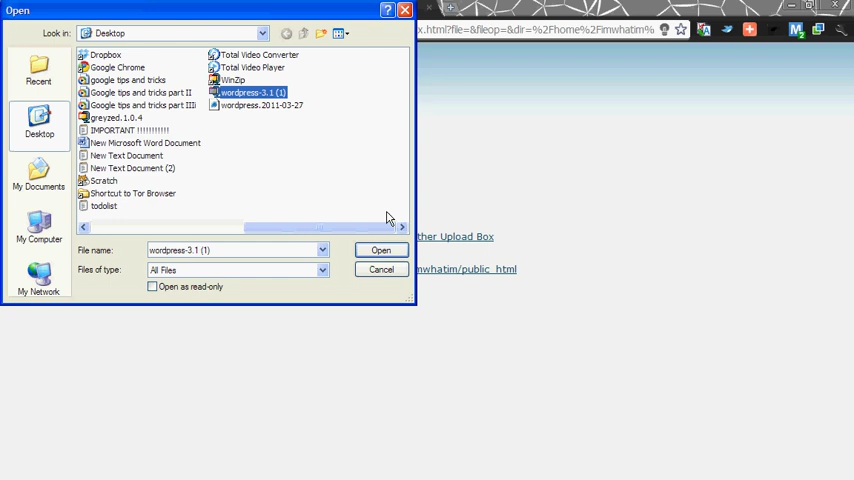 Open
x.html?file=&fileop=&dir=%2Fhome%2Fimwhatim%
Look in:
Desktop
Recent
Desktop
My Documents
My Computer
My Network
Dropbox
Google Chrome
google tips and tricks
Google tips and tricks part II
Google tips and tricks part III
greyzed.1.0.4
IMPORTANT !!!!!!!!!!!
New Microsoft Word Document
New Text Document
New Text Document (2)
Scratch
Shortcut to Tor Browser
todolist
Total Video Converter
Total Video Player
WinZip
wordpress-3.1 (1)
wordpress.2011-03-27
File name:
wordpress-3.1 (1)
Open
Files of type:
All Files
Cancel
Open as read-only
ther Upload Box
mwhatim/public_html